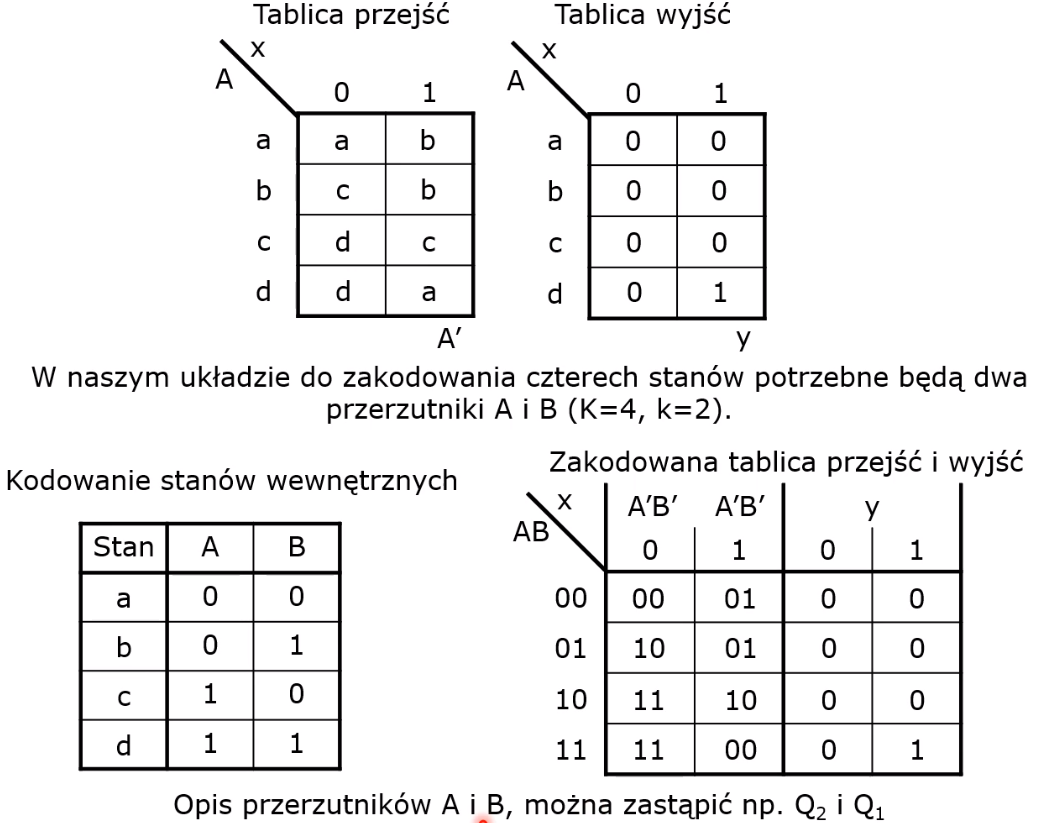 Tablica przejść Tablica wyjść
x x
A A
0 1 0 1
a a b a 0 0
b c b b 0 0
c d c c 0 0
d d a d 0 1
A′ y
W naszym układzie do zakodowania czterech stanów potrzebne będą dwa
przerzutniki A i B (K=4, k=2).
Zakodowana tablica przejść i wyjść
Kodowanie stanów wewnętrznych
x A′B′ A′B′ y
AB
Stan A B 0 1 0 1
a 0 0 00 00 01 0 0
b 0 1 01 10 01 0 0
c 1 0 10 11 10 0 0
d 1 1 11 11 00 0 1
Opis przerzutników A i B, można zastąpić np. Q₂ i Q₁